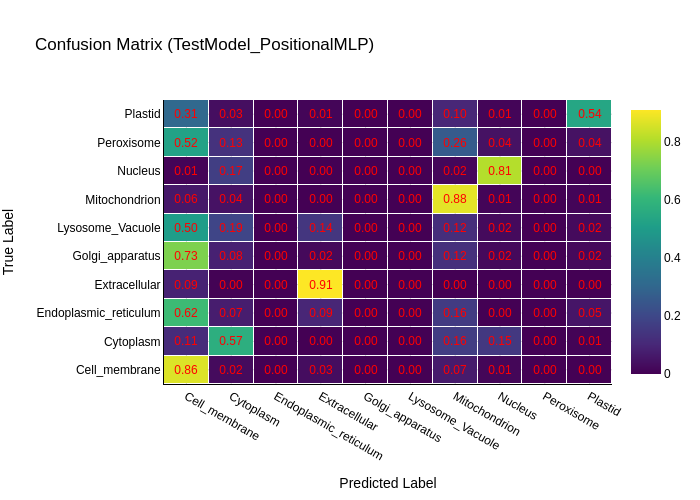 Confusion Matrix (TestModel_PositionalMLP)
True Label
Plastid 0.31 0.03 0.00 0.01 0.00 0.00 0.10 0.01 0.00 0.54
Peroxisome 0.52 0.13 0.00 0.00 0.00 0.00 0.04 0.00 0.04
Nucleus 0.01 0.17 0.00 0.00 0.00 0.00 0.02 0.81 0.00 0.00
Mitochondrion 0.06 0.04 0.00 0.00 0.00 0.00 0.88 0.01 0.00 0.01
Lysosome_Vacuole 0.50 0.00 0.14 0.00 0.00 0.12 0.02 0.00 0.02
Golgi_apparatus 0.73 0.08 0.00 0.02 0.00 0.00 0.12 0.02 0.00 0.02
Extracellular 0.09 0.00 0.00 0.91 0.00 0.00 0.00 0.00 0.00 0.00
Endoplasmic_reticulum 0.62 0.07 0.00 0.09 0.00 0.00 0.00 0.00 0.05
Cytoplasm 0.11 0.57 0.00 0.00 0.00 0.00 0.15 0.00 0.01
Cell_membrane 0.86 0.02 0.00 0.03 0.00 0.00 0.07 0.01 0.00 0.00
Cell_membrane Cytoplasm Endoplasmic_reticulum Extracellular Golgi_apparatus Lysosome_Vacuole Mitochondrion Nucleus Peroxisome Plastid
Predicted Label
0.8
0.6
0.4
0.2
0